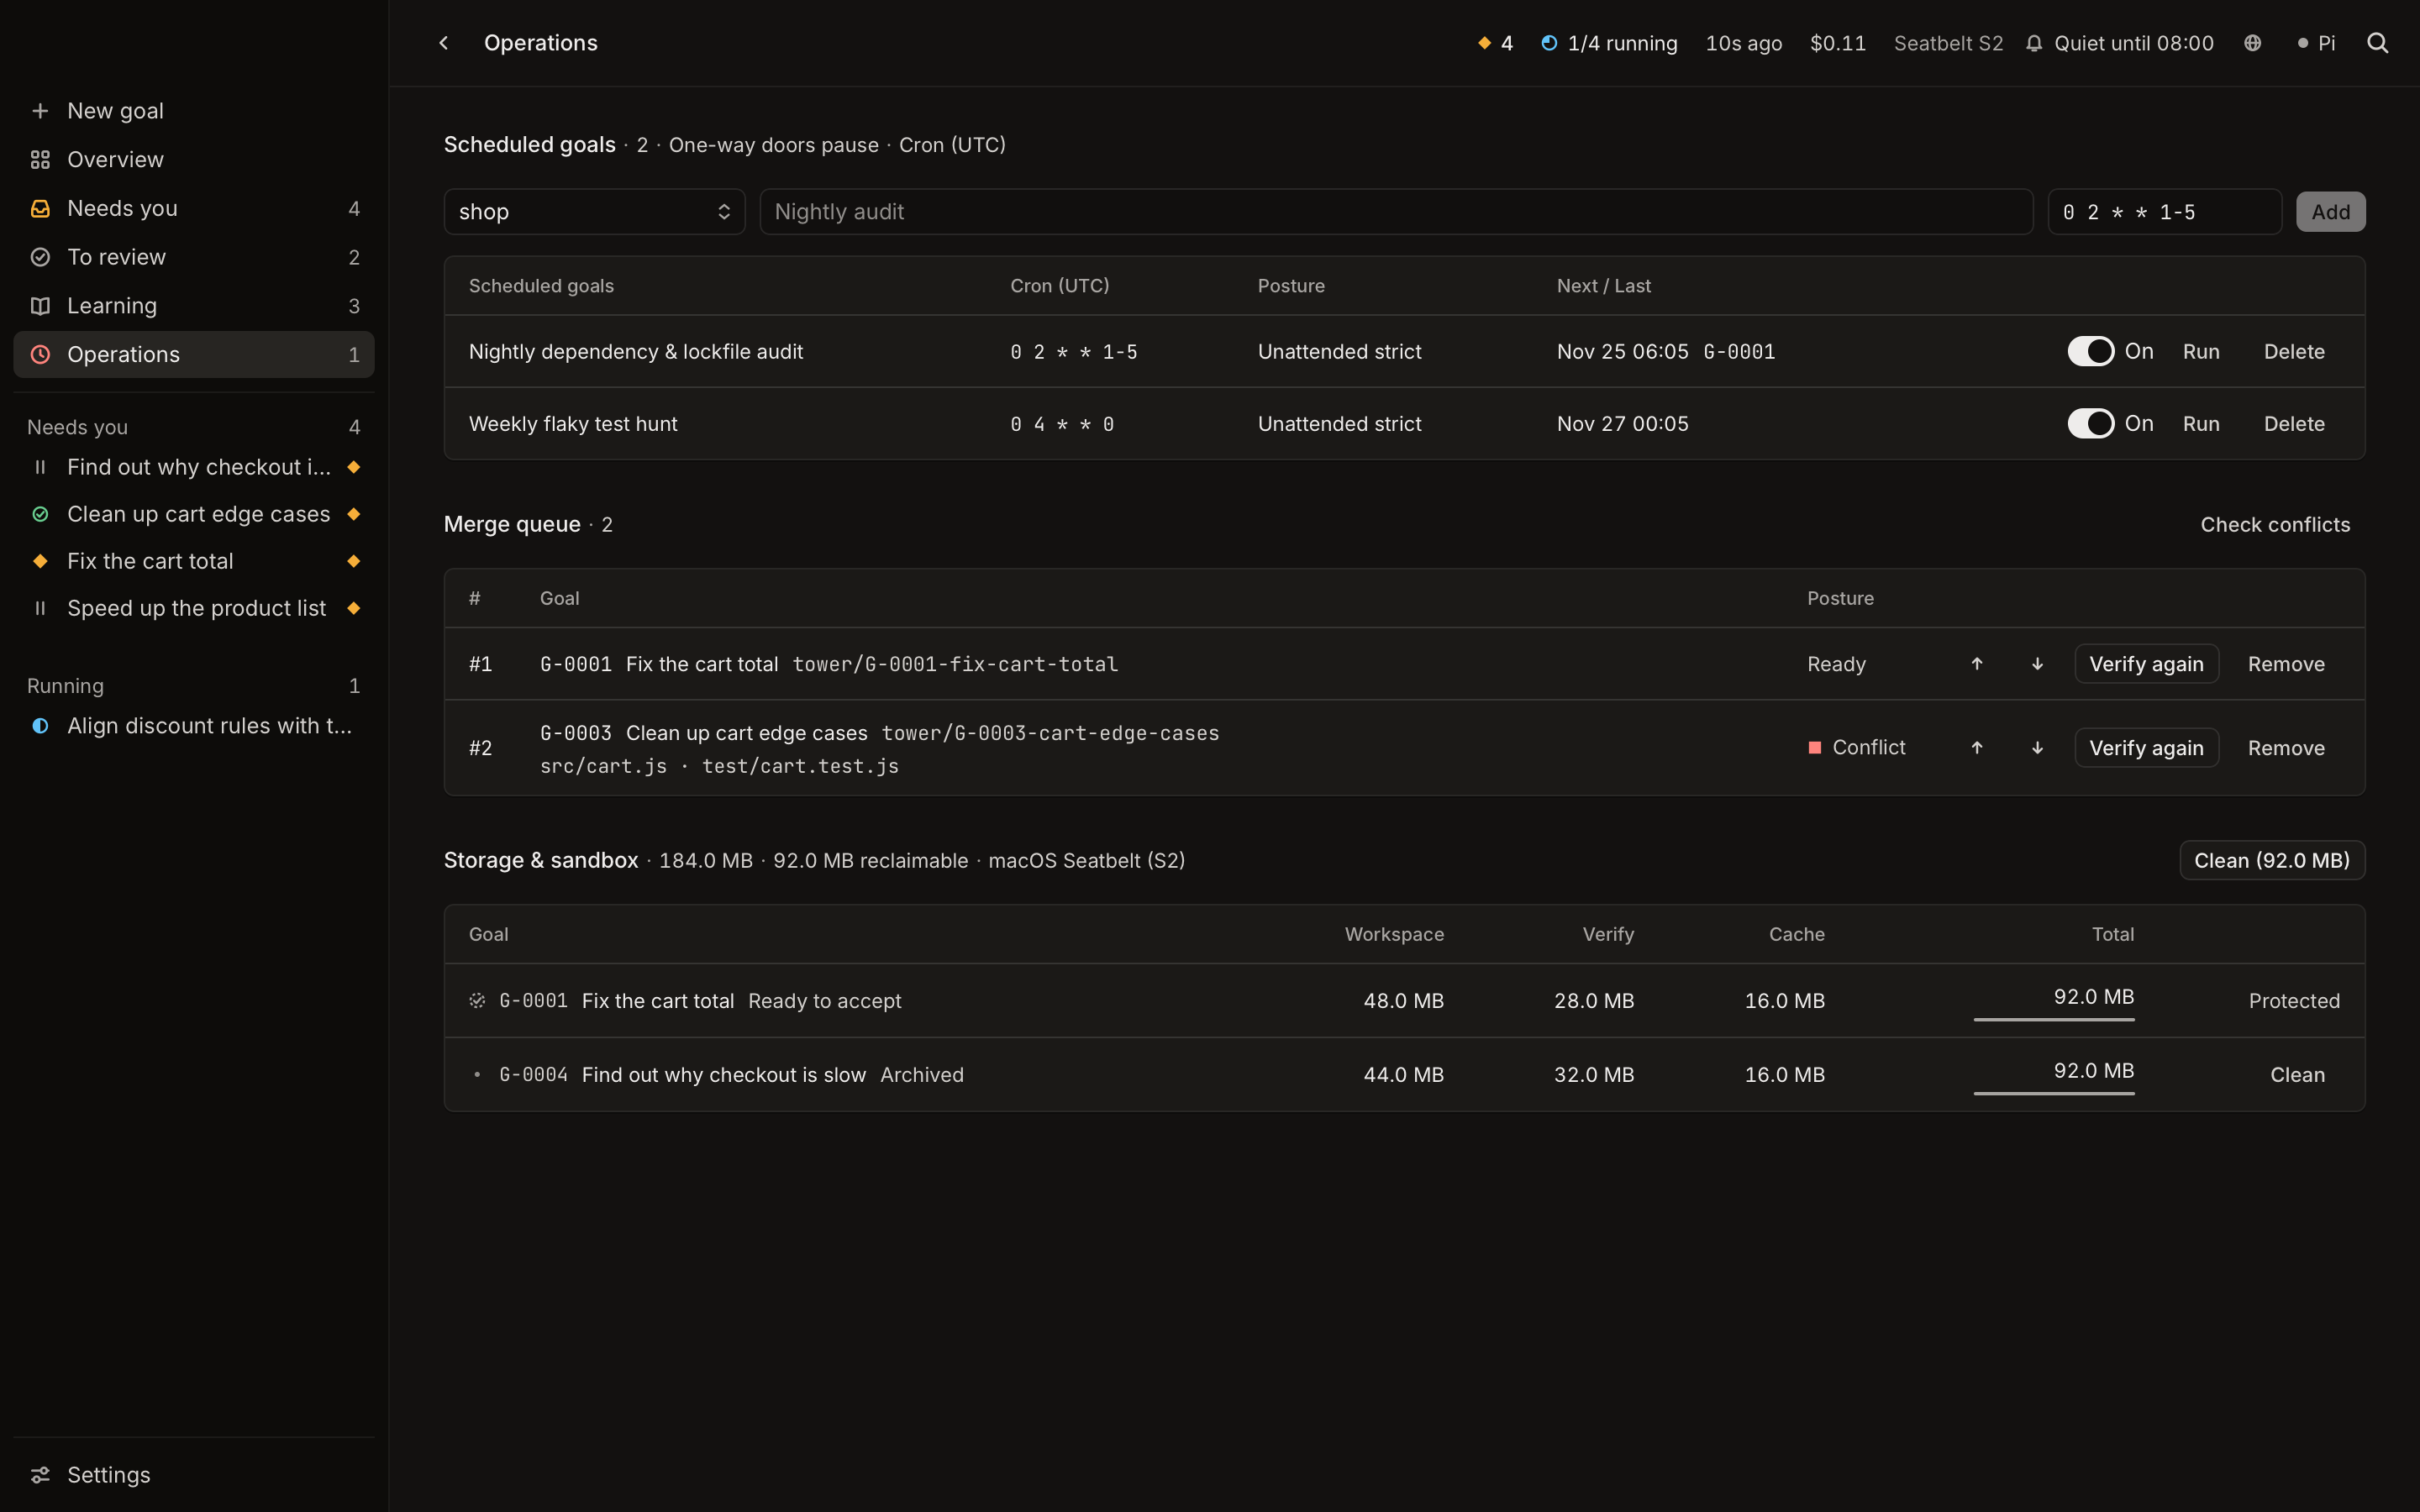 Operations
4
1/4 running
10s ago
$0.11
Seatbelt S2
Quiet until 08:00
Pi
New goal
Overview
Needs you 4
To review 2
Learning 3
Operations 1
Needs you 4
Find out why checkout i...
Clean up cart edge cases
Fix the cart total
Speed up the product list
Running 1
Align discount rules with t...
Settings
Scheduled goals · 2 · One-way doors pause · Cron (UTC)
shop
Nightly audit
0 2 * * 1-5
Add
Scheduled goals Cron (UTC) Posture Next / Last
Nightly dependency & lockfile audit 0 2 * * 1-5 Unattended strict Nov 25 06:05 G-0001 On Run Delete
Weekly flaky test hunt 0 4 * * 0 Unattended strict Nov 27 00:05 On Run Delete
Merge queue · 2
Check conflicts
# Goal Posture
#1 G-0001 Fix the cart total tower/G-0001-fix-cart-total Ready ↑ ↓ Verify again Remove
#2 G-0003 Clean up cart edge cases tower/G-0003-cart-edge-cases
src/cart.js · test/cart.test.js
Conflict ↑ ↓ Verify again Remove
Storage & sandbox · 184.0 MB · 92.0 MB reclaimable · macOS Seatbelt (S2)
Clean (92.0 MB)
Goal Workspace Verify Cache Total
G-0001 Fix the cart total Ready to accept 48.0 MB 28.0 MB 16.0 MB 92.0 MB Protected
G-0004 Find out why checkout is slow Archived 44.0 MB 32.0 MB 16.0 MB 92.0 MB Clean